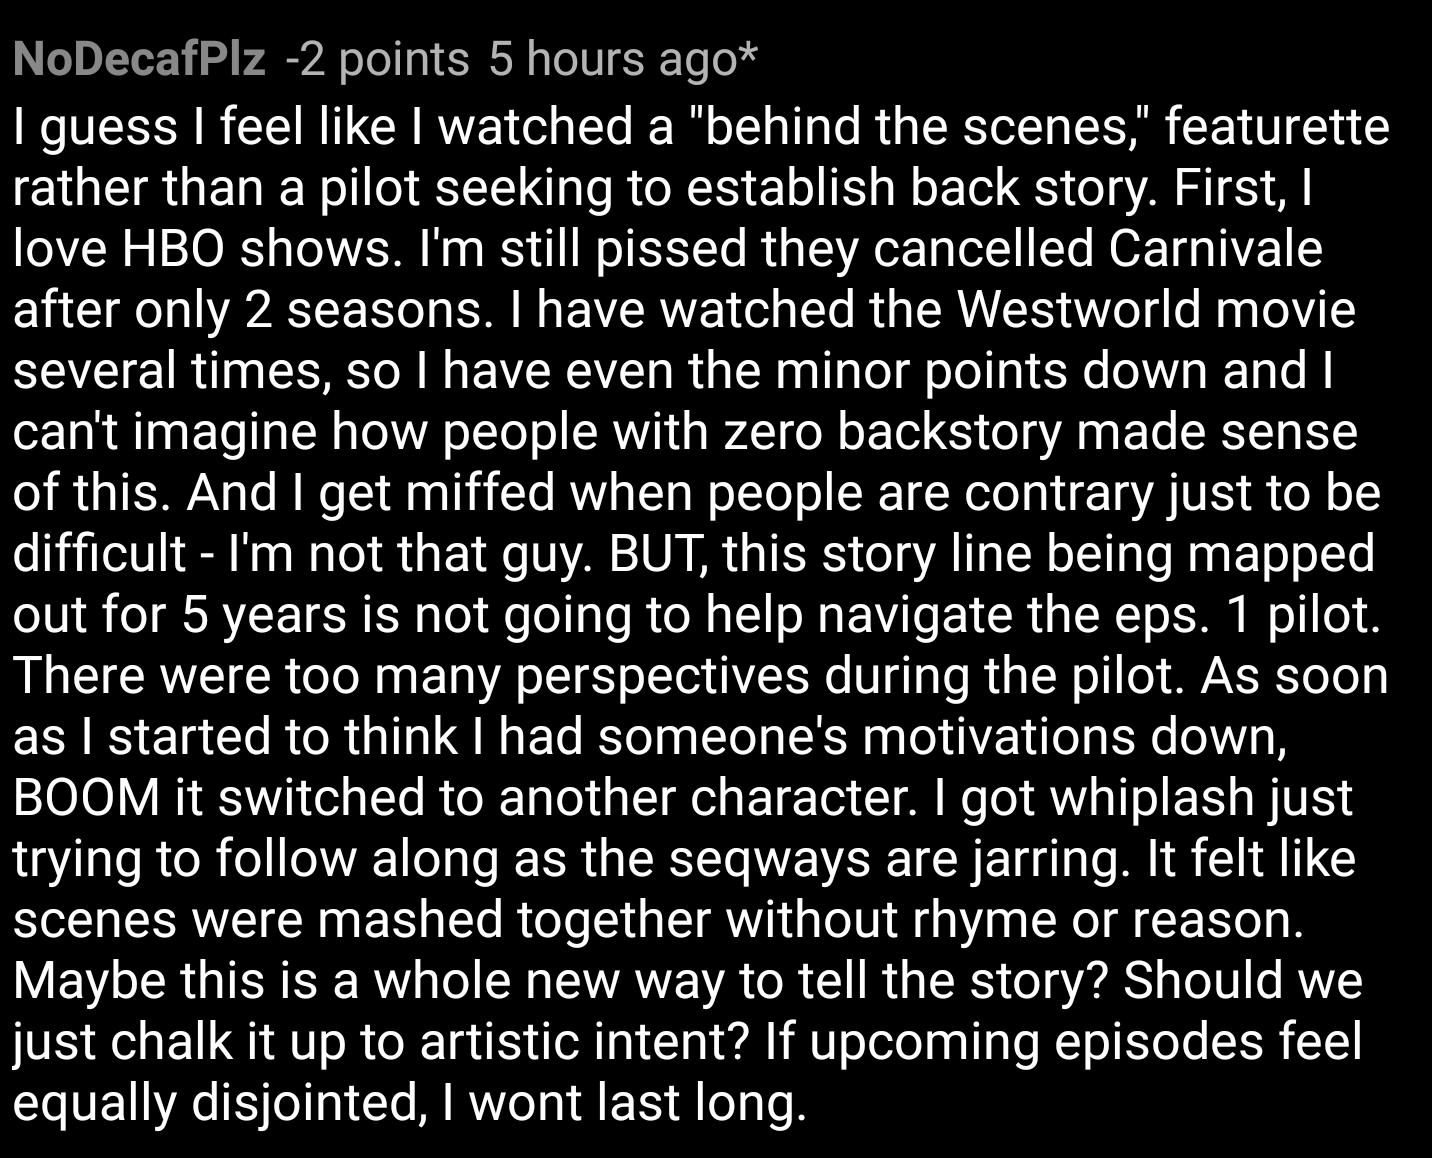 NoDecafPlz -2 points 5 hours ago*
I guess I feel like I watched a "behind the scenes," featurette
rather than a pilot seeking to establish back story. First, I
love HBO shows. I'm still pissed they cancelled Carnivale
after only 2 seasons. I have watched the Westworld movie
several times, so I have even the minor points down and I
can't imagine how people with zero backstory made sense
of this. And I get miffed when people are contrary just to be
difficult - I'm not that guy. BUT, this story line being mapped
out for 5 years is not going to help navigate the eps. 1 pilot.
There were too many perspectives during the pilot. As soon
as I started to think I had someone's motivations down,
BOOM it switched to another character. I got whiplash just
trying to follow along as the seqways are jarring. It felt like
scenes were mashed together without rhyme or reason.
Maybe this is a whole new way to tell the story? Should we
just chalk it up to artistic intent? If upcoming episodes feel
equally disjointed, I wont last long.